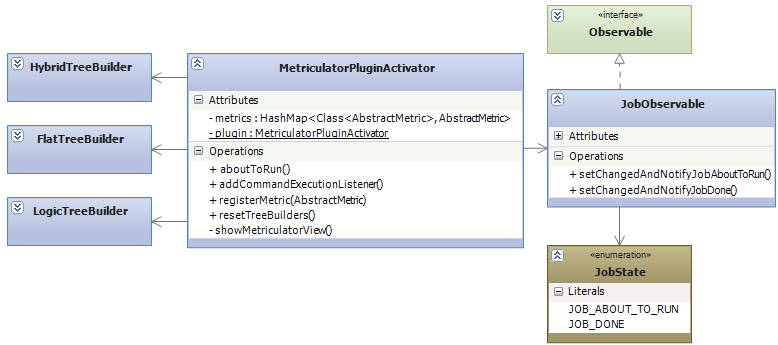 HybridTreeBuilder
FlatTreeBuilder
LogicTreeBuilder
MetriculatorPluginActivator
Attributes
- metrics : HashMap<Class<AbstractMetric>, AbstractMetric>
- plugin : MetriculatorPluginActivator
Operations
+ aboutToRun()
+ addCommandExecutionListener()
+ registerMetric(AbstractMetric)
+ resetTreeBuilders()
- showMetriculatorView()
«interface»
Observable
JobObservable
Attributes
Operations
+ setChangedAndNotifyJobAboutToRun()
+ setChangedAndNotifyJobDone()
«enumeration»
JobState
Literals
JOB_ABOUT_TO_RUN
JOB_DONE